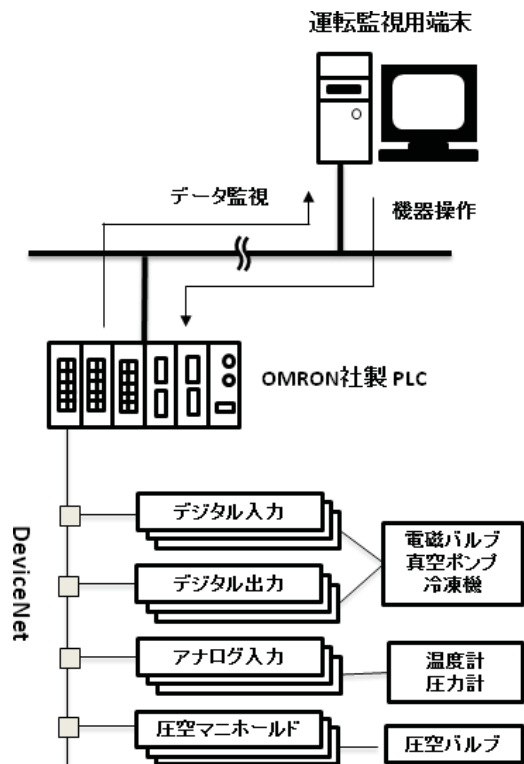 運転監視用端末
データ監視
機器操作
OMRON社製 PLC
DeviceNet
デジタル入力
デジタル出力
電磁バルブ
真空ポンプ
冷凍機
アナログ入力
温度計
圧力計
圧空マニホールド
圧空バルブ